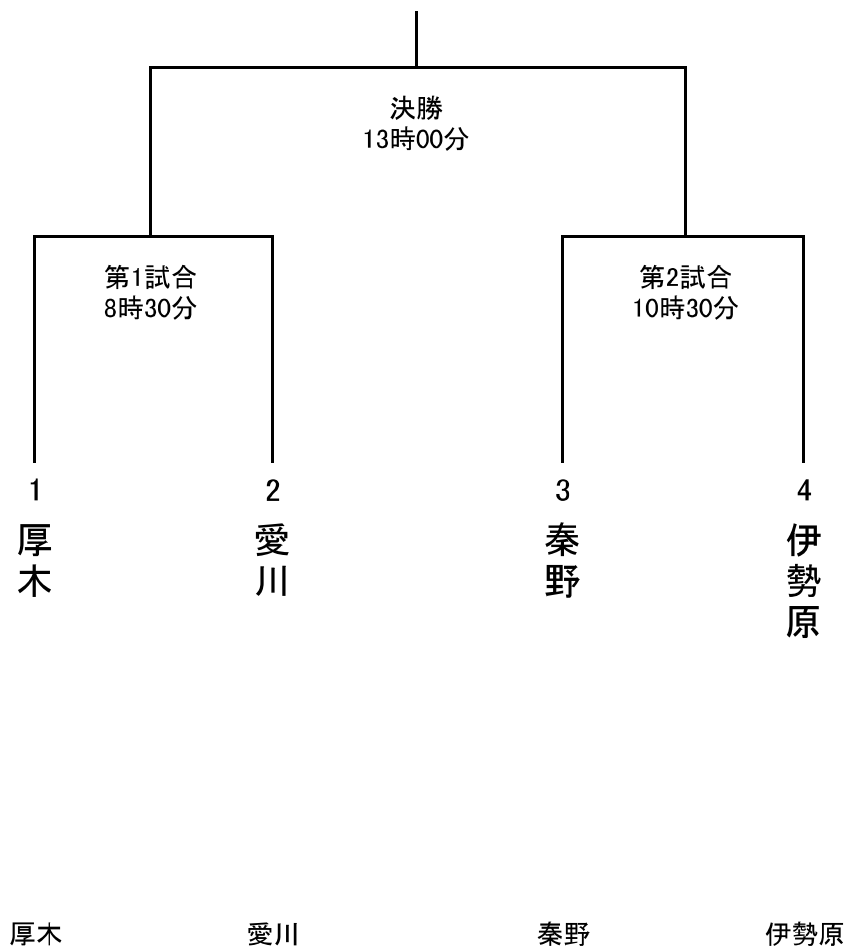 決勝
13時00分
第1試合
8時30分
第2試合
10時30分
1
2
3
4
厚木
愛川
秦野
伊勢原
厚木
愛川
秦野
伊勢原